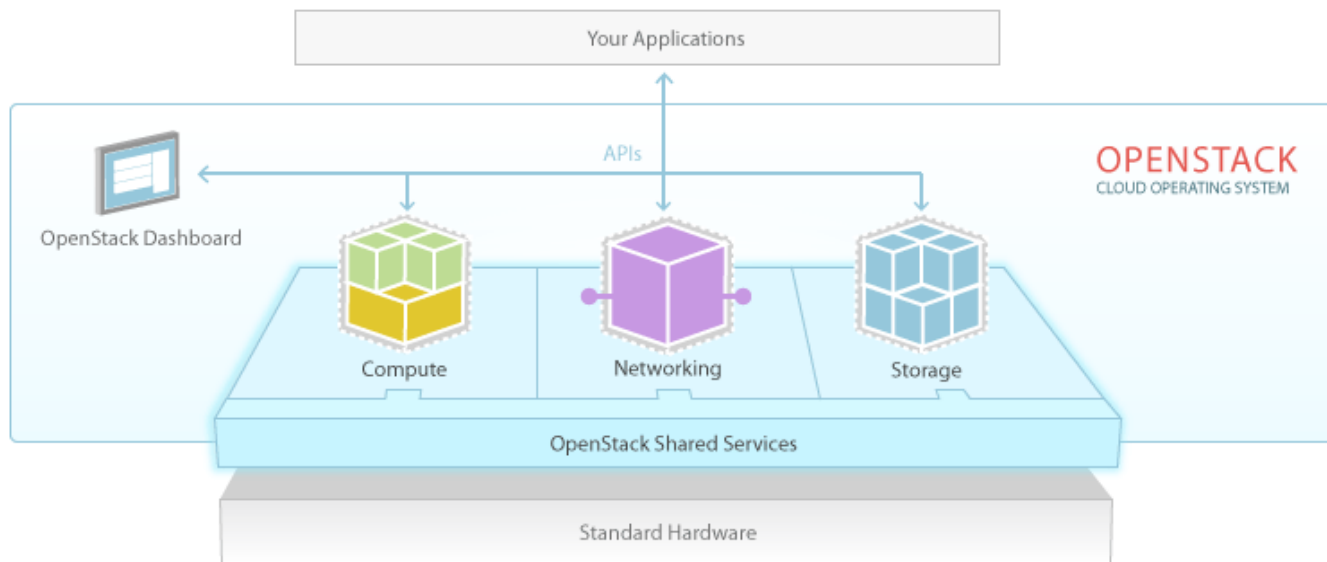 Your Applications
APIs
OPENSTACK
CLOUD OPERATING SYSTEM
OpenStack Dashboard
Compute
Networking
Storage
OpenStack Shared Services
Standard Hardware